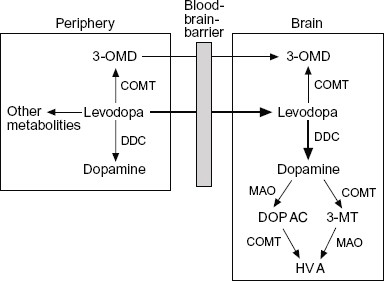 Blood-
brain-
barrier
Periphery
Brain
3-OMD
3-OMD
COMT
COMT
Other
metabolities
Levodopa
Levodopa
DDC
DDC
Dopamine
Dopamine
MAO
COMT
DOPAC
3-MT
COMT
MAO
HVA